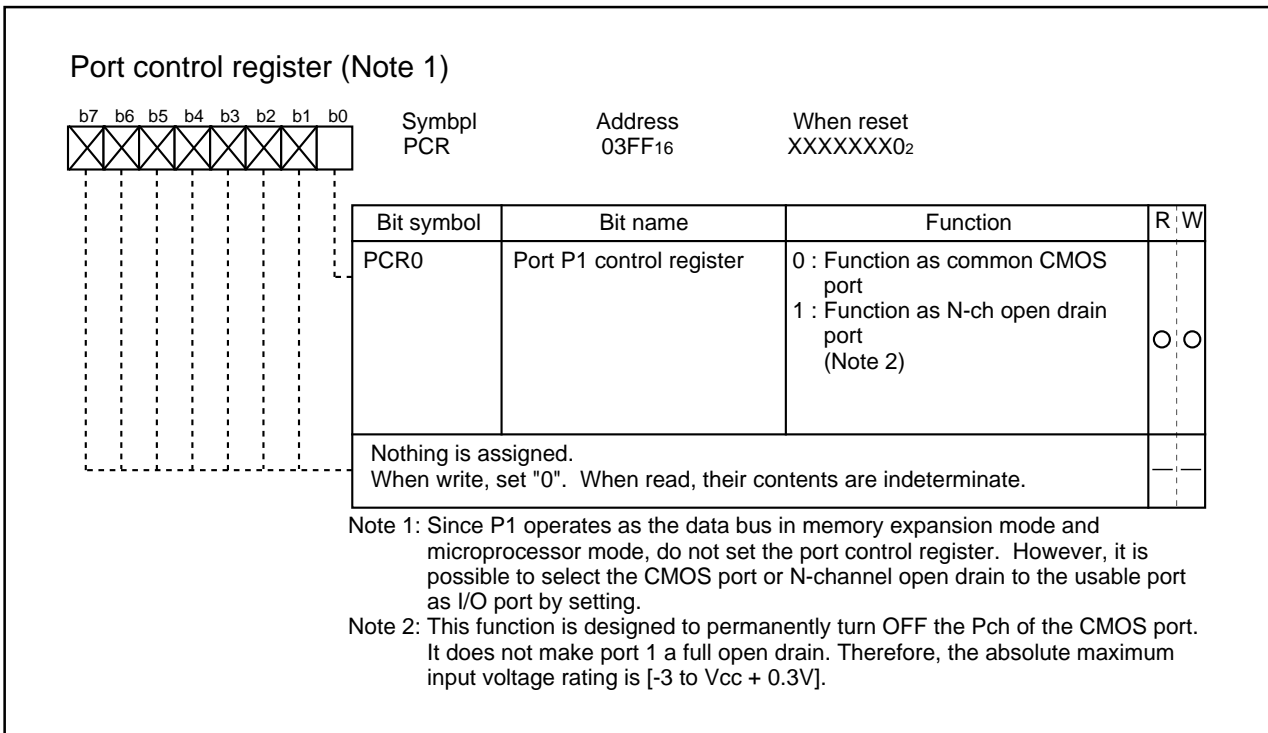 Port control register (Note 1)
b7 b6 b5 b4 b3 b2 b1 b0
Symbpl Address When reset
PCR 03FF16 XXXXXXX02
Bit symbol Bit name Function R W
PCR0 Port P1 control register 0 : Function as common CMOS
port
1 : Function as N-ch open drain
port
(Note 2)
Nothing is assigned.
When write, set "0". When read, their contents are indeterminate.
Note 1: Since P1 operates as the data bus in memory expansion mode and
microprocessor mode, do not set the port control register. However, it is
possible to select the CMOS port or N-channel open drain to the usable port
as I/O port by setting.
Note 2: This function is designed to permanently turn OFF the Pch of the CMOS port.
It does not make port 1 a full open drain. Therefore, the absolute maximum
input voltage rating is [-3 to Vcc + 0.3V].